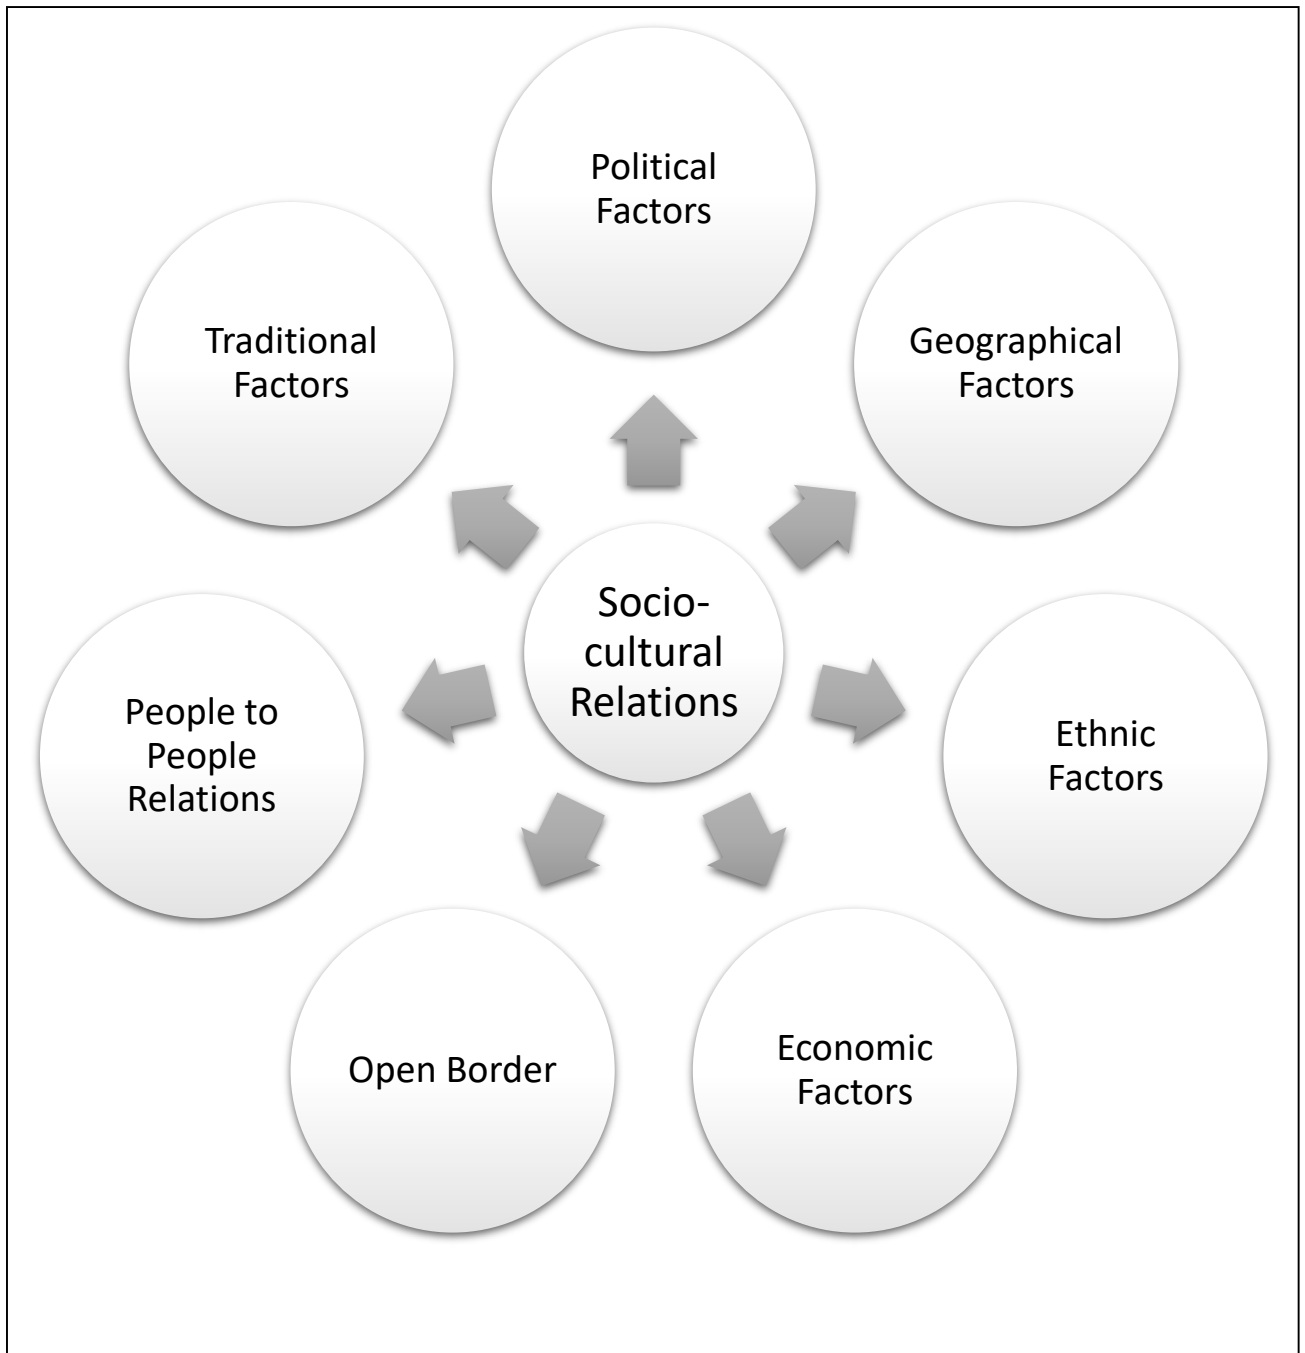 Political
Factors
Traditional
Factors
Geographical
Factors
Socio-
cultural
Relations
People to
People
Relations
Ethnic
Factors
Open Border
Economic
Factors